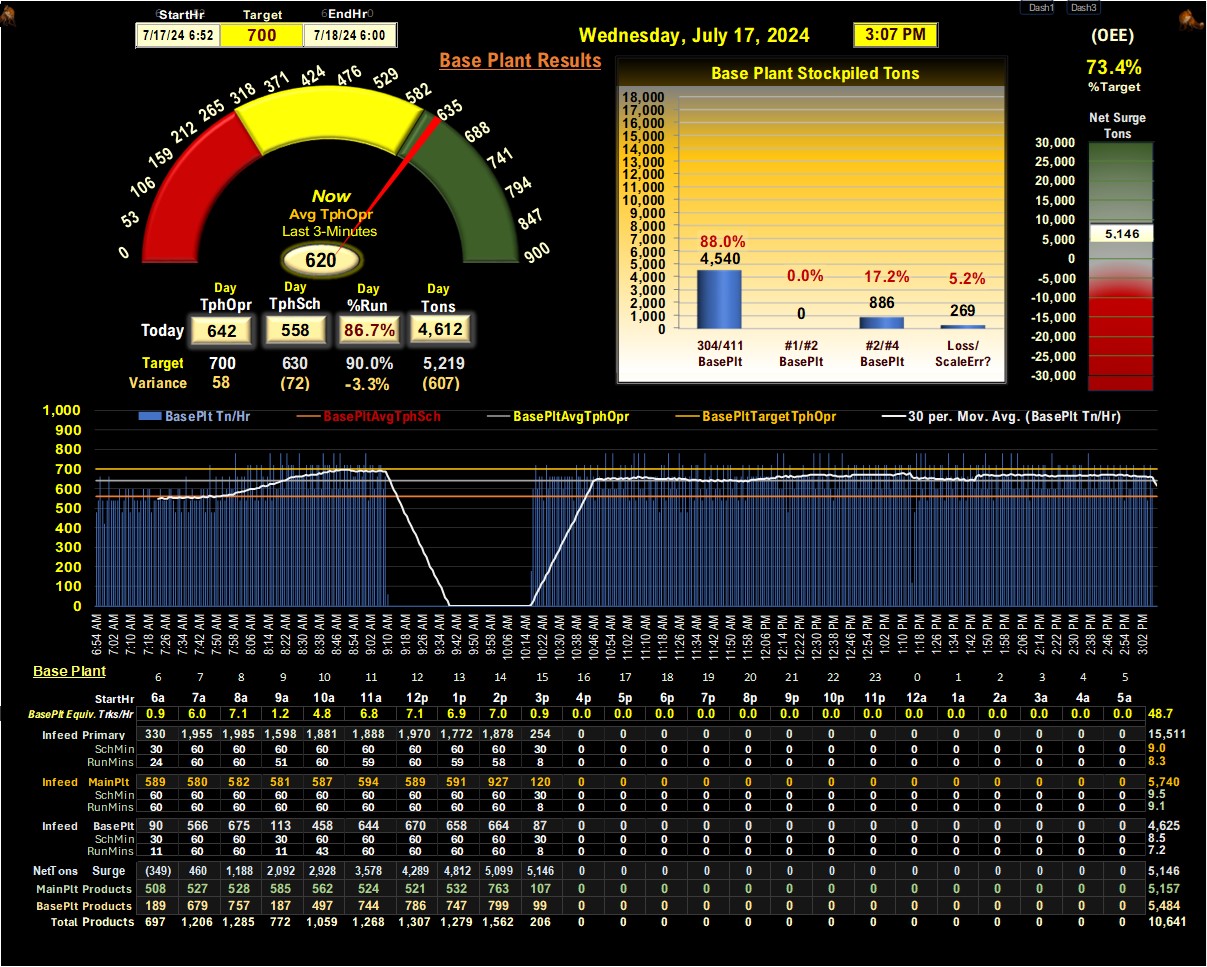 Dash1 Dash3
StartHr Target EndHr
7/17/24 6:52 700 7/18/24 6:00
Wednesday, July 17, 2024 3:07 PM
(OEE)
73.4%
%Target
Base Plant Results
0 53 106 159 212 265 318 371 424 476 529 582 635 688 741 794 847 900
Now
Avg TphOpr
Last 3-Minutes
620
Day Day Day Day
TphOpr TphSch %Run Tons
Today 642 558 86.7% 4,612
Target 700 630 90.0% 5,219
Variance 58 (72) -3.3% (607)
Base Plant Stockpiled Tons
18,000
17,000
16,000
15,000
14,000
13,000
12,000
11,000
10,000
9,000
8,000
7,000
6,000
5,000
4,000
3,000
2,000
1,000
0
88.0% 0.0% 17.2% 5.2%
4,540 0 886 269
304/411 #1/#2 #2/#4 Loss/
BasePlt BasePlt BasePlt ScaleErr?
Net Surge
Tons
30,000
25,000
20,000
15,000
10,000
5,000
0
-5,000
-10,000
-15,000
-20,000
-25,000
-30,000
5,146
BasePlt Tn/Hr BasePltAvgTphSch BasePltAvgTphOpr BasePltTargetTphOpr 30 per. Mov. Avg. (BasePlt Tn/Hr)
1,000
900
800
700
600
500
400
300
200
100
0
6:54 AM 7:02 AM 7:10 AM 7:18 AM 7:26 AM 7:34 AM 7:42 AM 7:50 AM 7:58 AM 8:06 AM 8:14 AM 8:22 AM 8:30 AM 8:38 AM 8:46 AM 8:54 AM 9:02 AM 9:10 AM 9:18 AM 9:26 AM 9:34 AM 9:42 AM 9:50 AM 9:58 AM 10:06 AM 10:14 AM 10:22 AM 10:30 AM 10:38 AM 10:46 AM 10:54 AM 11:02 AM 11:10 AM 11:18 AM 11:26 AM 11:34 AM 11:42 AM 11:50 AM 11:58 AM 12:06 PM 12:14 PM 12:22 PM 12:30 PM 12:38 PM 12:46 PM 12:54 PM 1:02 PM 1:10 PM 1:18 PM 1:26 PM 1:34 PM 1:42 PM 1:50 PM 1:58 PM 2:06 PM 2:14 PM 2:22 PM 2:30 PM 2:38 PM 2:46 PM 2:54 PM 3:02 PM
Base Plant
6 7 8 9 10 11 12 13 14 15 16 17 18 19 20 21 22 23 0 1 2 3 4 5
StartHr 6a 7a 8a 9a 10a 11a 12p 1p 2p 3p 4p 5p 6p 7p 8p 9p 10p 11p 12a 1a 2a 3a 4a 5a
BasePlt Equiv. Trks/Hr 0.9 6.0 7.1 1.2 4.8 6.8 7.1 6.9 7.0 0.9 0.0 0.0 0.0 0.0 0.0 0.0 0.0 0.0 0.0 0.0 0.0 0.0 0.0 0.0 48.7
Infeed Primary 330 1,955 1,985 1,598 1,881 1,888 1,970 1,772 1,878 254 0 0 0 0 0 0 0 0 0 0 0 0 0 0 15,511
SchMin 30 60 60 60 60 60 60 60 60 30 0 0 0 0 0 0 0 0 0 0 0 0 0 0 9.0
RunMins 24 60 60 51 60 59 60 59 58 8 0 0 0 0 0 0 0 0 0 0 0 0 0 0 8.3
Infeed MainPlt 589 580 582 581 587 594 589 591 927 120 0 0 0 0 0 0 0 0 0 0 0 0 0 0 5,740
SchMin 60 60 60 60 60 60 60 60 60 30 0 0 0 0 0 0 0 0 0 0 0 0 0 0 9.5
RunMins 60 60 60 60 60 60 60 60 60 8 0 0 0 0 0 0 0 0 0 0 0 0 0 0 9.1
Infeed BasePlt 90 566 675 113 458 644 670 658 664 87 0 0 0 0 0 0 0 0 0 0 0 0 0 0 4,625
SchMin 30 60 60 30 60 60 60 60 60 30 0 0 0 0 0 0 0 0 0 0 0 0 0 0 8.5
RunMins 11 60 60 11 43 60 60 60 60 8 0 0 0 0 0 0 0 0 0 0 0 0 0 0 7.2
NetTons Surge (349) 460 1,188 2,092 2,928 3,578 4,289 4,812 5,099 5,146 0 0 0 0 0 0 0 0 0 0 0 0 0 0 5,146
MainPlt Products 508 527 528 585 562 524 521 532 763 107 0 0 0 0 0 0 0 0 0 0 0 0 0 0 5,157
BasePlt Products 189 679 757 187 497 744 786 747 799 99 0 0 0 0 0 0 0 0 0 0 0 0 0 0 5,484
Total Products 697 1,206 1,285 772 1,059 1,268 1,307 1,279 1,562 206 0 0 0 0 0 0 0 0 0 0 0 0 0 0 10,641